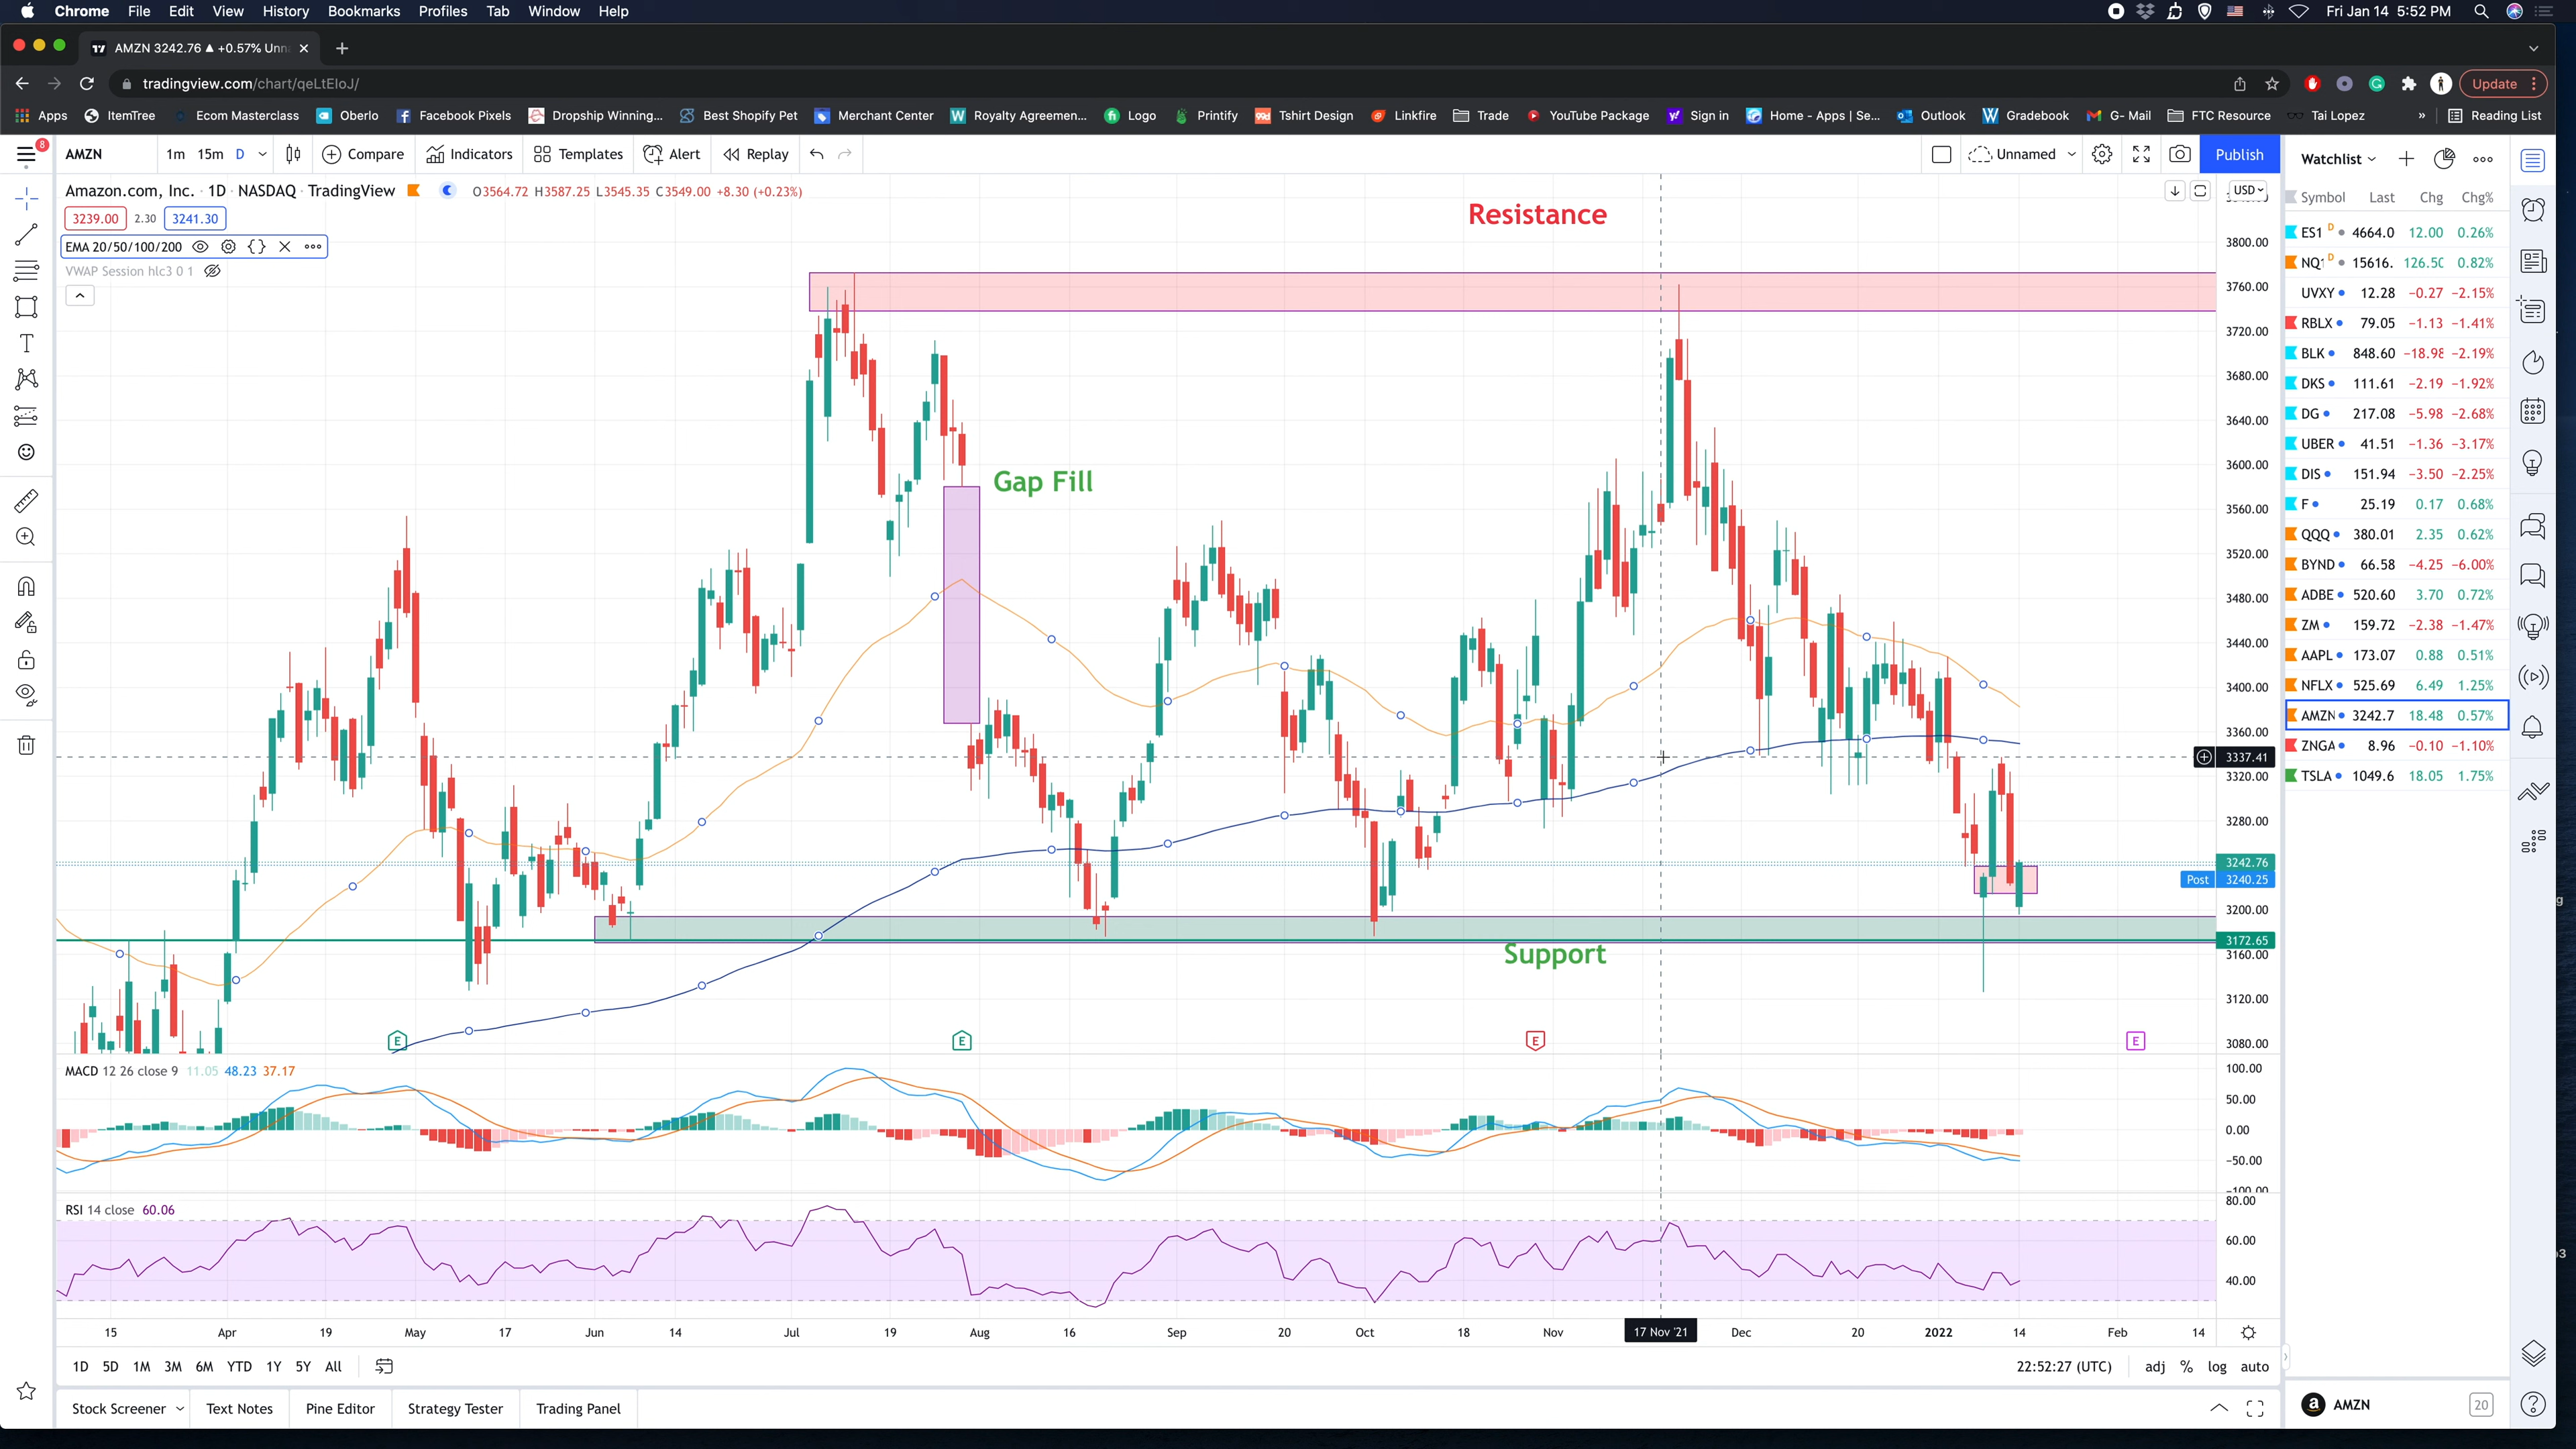 Chrome File Edit View History Bookmarks Profiles Tab Window Help Fri Jan 14 5:52 PM
AMZN 3242.76 ▲ +0.57% Unn
tradingview.com/chart/qeLtEIoJ/ Update
Apps ItemTree Ecom Masterclass Oberlo Facebook Pixels Dropship Winning... Best Shopify Pet Merchant Center Royalty Agreemen... Logo Printify Tshirt Design Linkfire Trade YouTube Package Sign in Home - Apps | Se... Outlook Gradebook G- Mail FTC Resource Tai Lopez » Reading List
8 AMZN 1m 15m D Compare Indicators Templates Alert Replay Unnamed Publish
Amazon.com, Inc. · 1D · NASDAQ · TradingView O3564.72 H3587.25 L3545.35 C3549.00 +8.30 (+0.23%)
3239.00 2.30 3241.30
EMA 20/50/100/200
VWAP Session hlc3 0 1
Resistance
Gap Fill
Support
USD
3800.00
3760.00
3720.00
3680.00
3640.00
3600.00
3560.00
3520.00
3480.00
3440.00
3400.00
3360.00
3337.41
3320.00
3280.00
3242.76
Post 3240.25
3200.00
3172.65
3160.00
3120.00
3080.00
E E E E
MACD 12 26 close 9 11.05 48.23 37.17
100.00
50.00
0.00
-50.00
-100.00
RSI 14 close 60.06
80.00
60.00
40.00
15 Apr 19 May 17 Jun 14 Jul 19 Aug 16 Sep 20 Oct 18 Nov 17 Nov '21 Dec 20 2022 14 Feb 14
1D 5D 1M 3M 6M YTD 1Y 5Y All 22:52:27 (UTC) adj % log auto
Stock Screener Text Notes Pine Editor Strategy Tester Trading Panel
Watchlist
Symbol Last Chg Chg%
ES1 D 4664.0 12.00 0.26%
NQ1 D 15616. 126.50 0.82%
UVXY 12.28 −0.27 −2.15%
RBLX 79.05 −1.13 −1.41%
BLK 848.60 −18.98 −2.19%
DKS 111.61 −2.19 −1.92%
DG 217.08 −5.98 −2.68%
UBER 41.51 −1.36 −3.17%
DIS 151.94 −3.50 −2.25%
F 25.19 0.17 0.68%
QQQ 380.01 2.35 0.62%
BYND 66.58 −4.25 −6.00%
ADBE 520.60 3.70 0.72%
ZM 159.72 −2.38 −1.47%
AAPL 173.07 0.88 0.51%
NFLX 525.69 6.49 1.25%
AMZN 3242.7 18.48 0.57%
ZNGA 8.96 −0.10 −1.10%
TSLA 1049.6 18.05 1.75%
AMZN 20